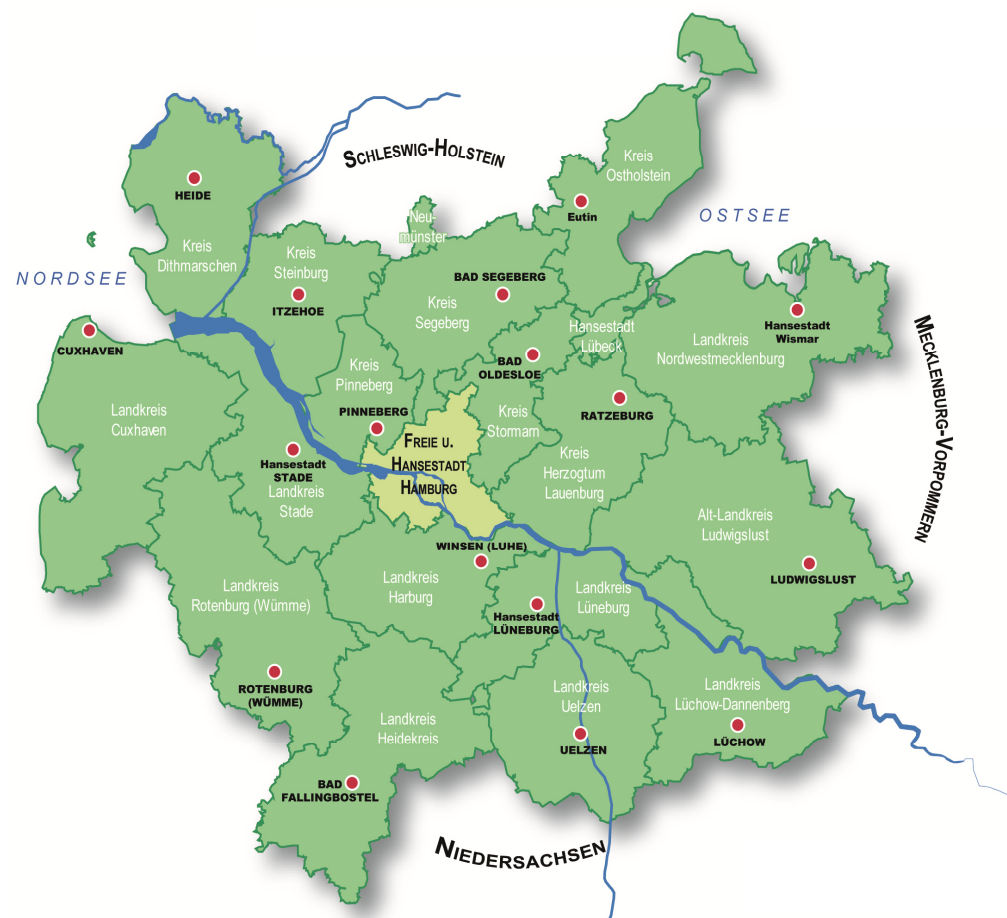 SCHLESWIG-HOLSTEIN
Kreis
Ostholstein
HEIDE
Eutin
OSTSEE
Neu-
münster
Kreis
Dithmarschen
Kreis
Steinburg
NORDSEE
BAD SEGEBERG
ITZEHOE
Kreis
Segeberg
Hansestadt
Lübeck
Hansestadt
Wismar
Landkreis
Nordwestmecklenburg
MECKLENBURG-VORPOMMERN
CUXHAVEN
BAD
OLDESLOE
Kreis
Pinneberg
PINNEBERG
Kreis
Stormarn
RATZEBURG
Landkreis
Cuxhaven
FREIE U.
HANSESTADT
HAMBURG
Kreis
Herzogtum
Lauenburg
Hansestadt
STADE
Landkreis
Stade
Alt-Landkreis
Ludwigslust
WINSEN (LUHE)
LUDWIGSLUST
Landkreis
Harburg
Landkreis
Rotenburg (Wümme)
Landkreis
Lüneburg
Hansestadt
LÜNEBURG
ROTENBURG
(WÜMME)
Landkreis
Uelzen
Landkreis
Lüchow-Dannenberg
Landkreis
Heidekreis
UELZEN
LÜCHOW
BAD
FALLINGBOSTEL
NIEDERSACHSEN